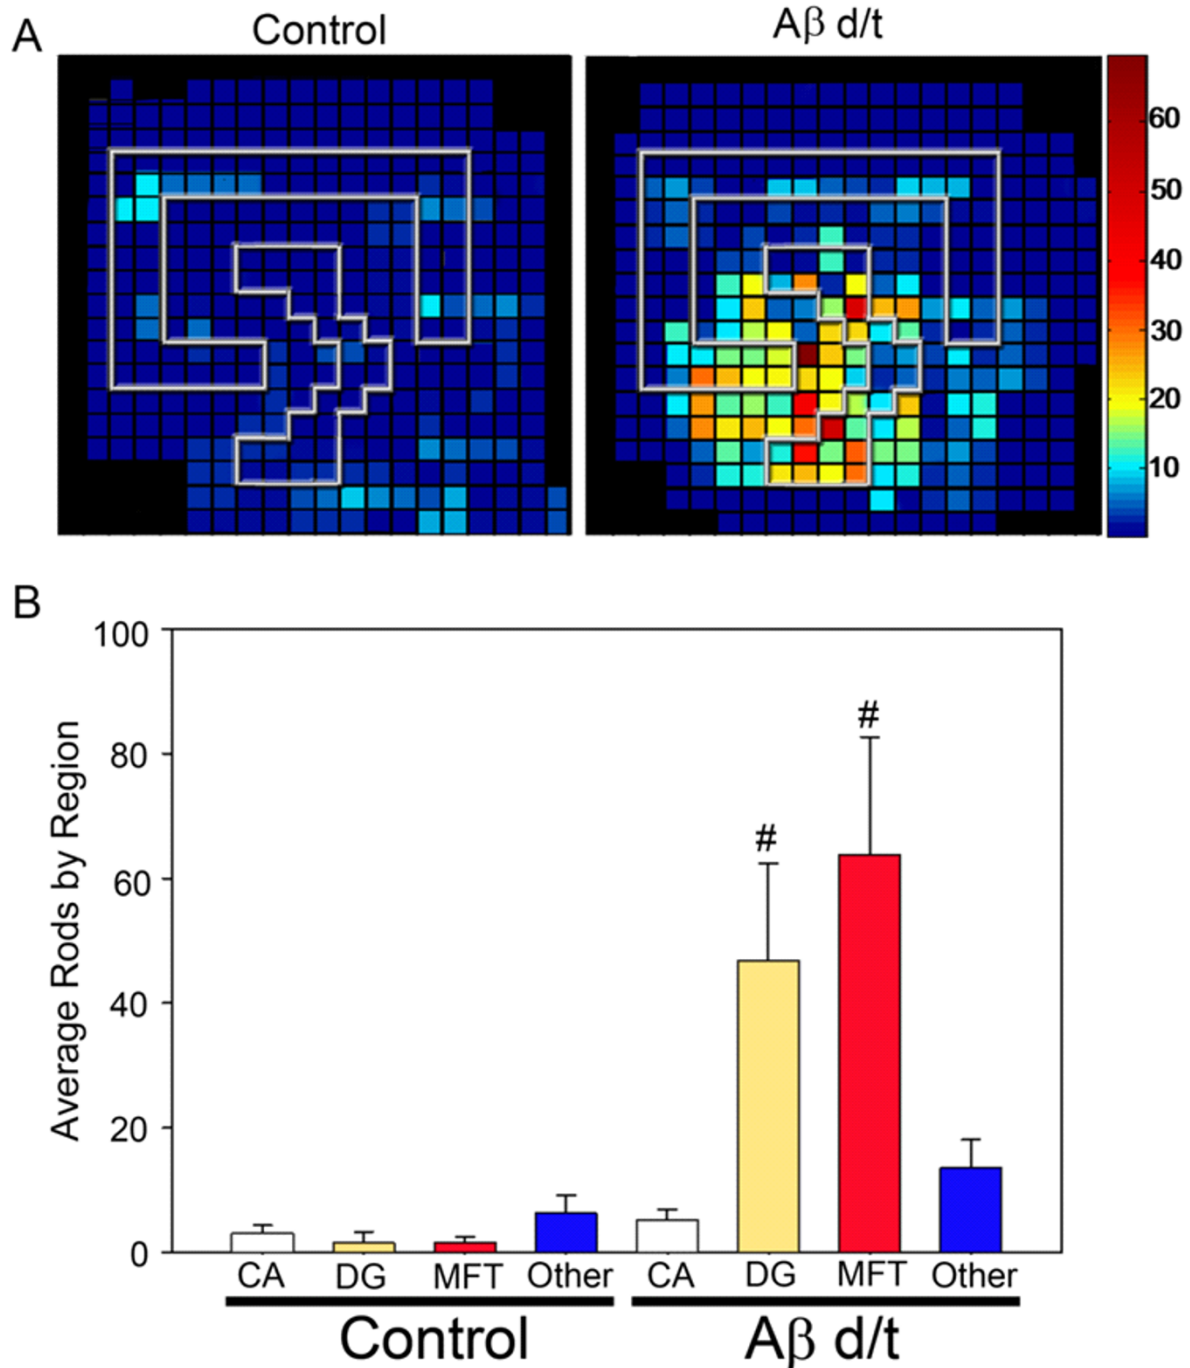 A
Control
Aβ d/t
60
50
40
30
20
10
B
Average Rods by Region
100
80
60
40
20
0
#
#
CA DG MFT Other CA DG MFT Other
Control Aβ d/t